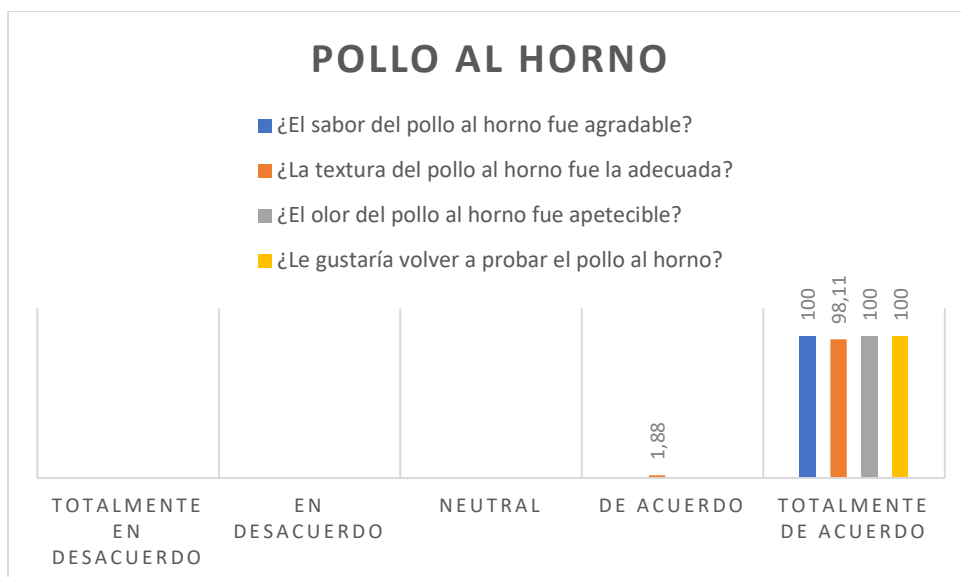 POLLO AL HORNO
¿El sabor del pollo al horno fue agradable?
¿La textura del pollo al horno fue la adecuada?
¿El olor del pollo al horno fue apetecible?
¿Le gustaría volver a probar el pollo al horno?
1,88
100
98,11
100
100
TOTALMENTE
EN
DESACUERDO
EN
DESACUERDO
NEUTRAL
DE ACUERDO
TOTALMENTE
DE ACUERDO